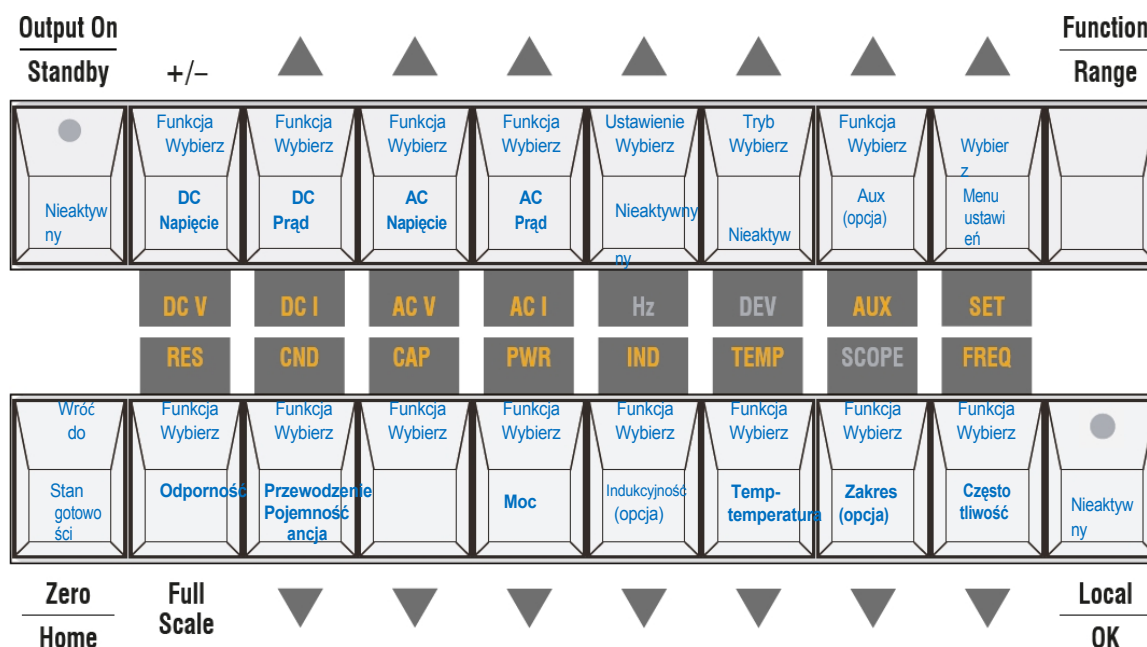 Output On
Standby
+/–
Function
Range
Funkcja
Wybierz
Funkcja
Wybierz
Funkcja
Wybierz
Funkcja
Wybierz
Ustawienie
Wybierz
Tryb
Wybierz
Funkcja
Wybierz
Wybier
z
Nieaktyw
ny
DC
Napięcie
DC
Prąd
AC
Napięcie
AC
Prąd
Nieaktywny
ny
Nieaktyw
Aux
(opcja)
Menu
ustawi
eń
DC V DC I AC V AC I Hz DEV AUX SET
RES CND CAP PWR IND TEMP SCOPE FREQ
Wróć
do
Funkcja
Wybierz
Funkcja
Wybierz
Funkcja
Wybierz
Funkcja
Wybierz
Funkcja
Wybierz
Funkcja
Wybierz
Funkcja
Wybierz
Funkcja
Wybierz
Stan
gotowo
ści
Odporność
Przewodzenie
Pojemność
ancja
Moc
Indukcyjność
(opcja)
Temp-
temperatura
Zakres
(opcja)
Często
tliwość
Nieaktyw
ny
Zero
Home
Full
Scale
Local
OK